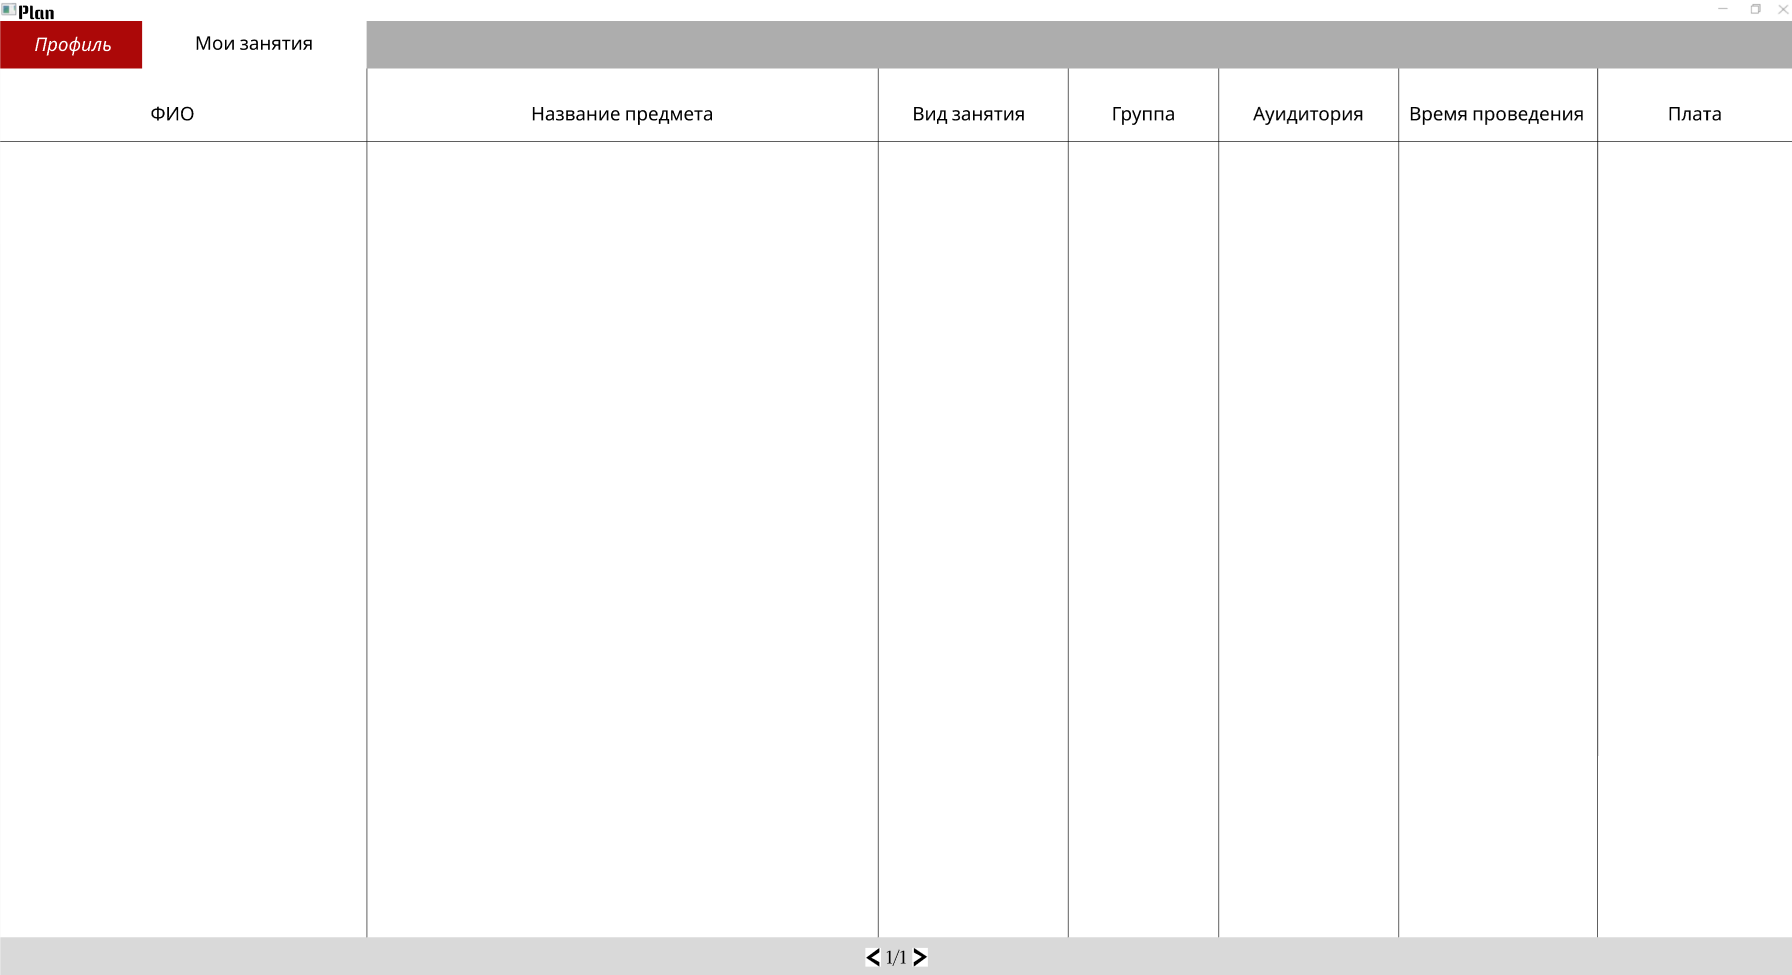 Plan
Профиль Мои занятия
ФИО Название предмета Вид занятия Группа Ауидитория Время проведения Плата
< 1/1 >